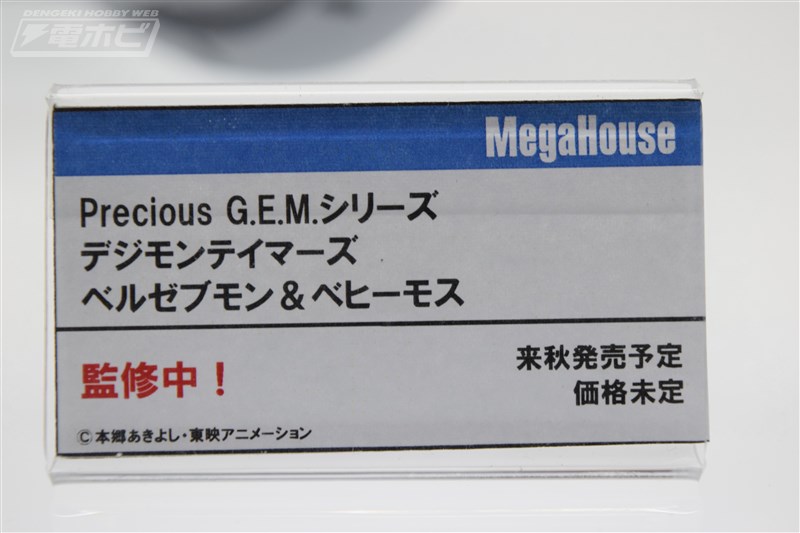 DENGEKI HOBBY WEB
電ホビ
MegaHouse
Precious G.E.M.シリーズ
デジモンテイマーズ
ベルゼブモン&ベヒーモス
監修中!
来秋発売予定
価格未定
©本郷あきよし・東映アニメーション